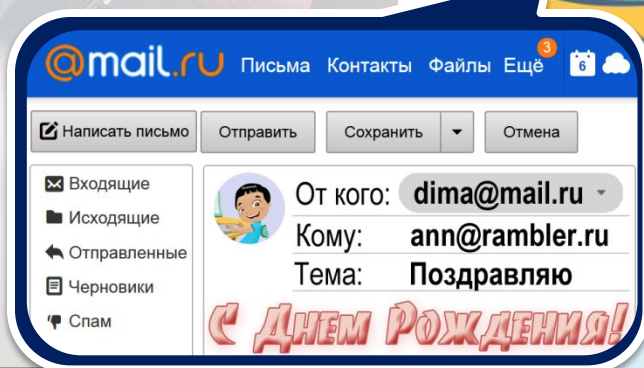 @mail.ru Письма Контакты Файлы Ещё 3 6
Написать письмо Отправить Сохранить Отмена
Входящие
Исходящие
Отправленные
Черновики
Спам
От кого: dima@mail.ru
Кому: ann@rambler.ru
Тема: Поздравляю
С Днем Рождения!